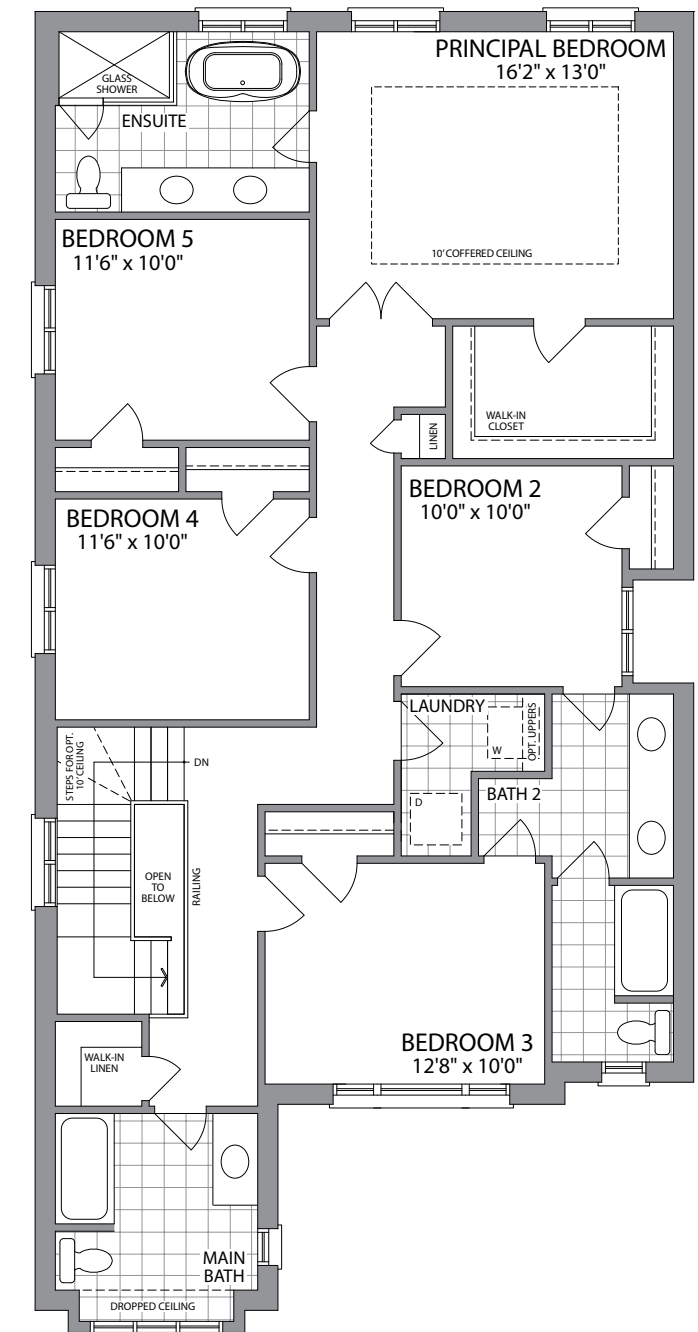 PRINCIPAL BEDROOM
16'2" x 13'0"
GLASS
SHOWER
ENSUITE
10' COFFERED CEILING
BEDROOM 5
11'6" x 10'0"
WALK-IN
CLOSET
LINEN
BEDROOM 4
11'6" x 10'0"
BEDROOM 2
10'0" x 10'0"
LAUNDRY
W
OPT. UPPERS
STEPS FOR OPT.
10' CEILING
DN
D
BATH 2
OPEN
TO
BELOW
RAILING
BEDROOM 3
12'8" x 10'0"
WALK-IN
LINEN
MAIN
BATH
DROPPED CEILING